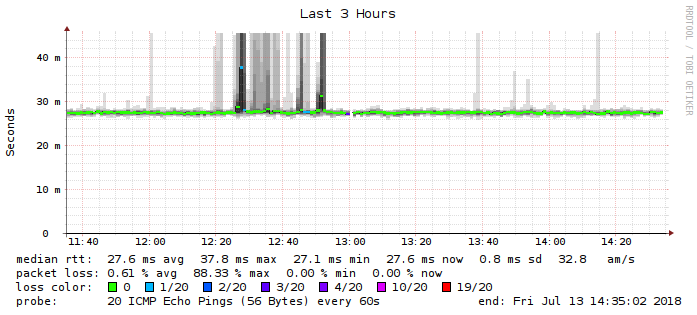 Last 3 Hours
RRDTOOL / TOBI OETIKER
Seconds
40 m
30 m
20 m
10 m
0
11:40 12:00 12:20 12:40 13:00 13:20 13:40 14:00 14:20
median rtt: 27.6 ms avg 37.8 ms max 27.1 ms min 27.6 ms now 0.8 ms sd 32.8 am/s
packet loss: 0.61 % avg 88.33 % max 0.00 % min 0.00 % now
loss color: 0 1/20 2/20 3/20 4/20 10/20 19/20
probe: 20 ICMP Echo Pings (56 Bytes) every 60s end: Fri Jul 13 14:35:02 2018